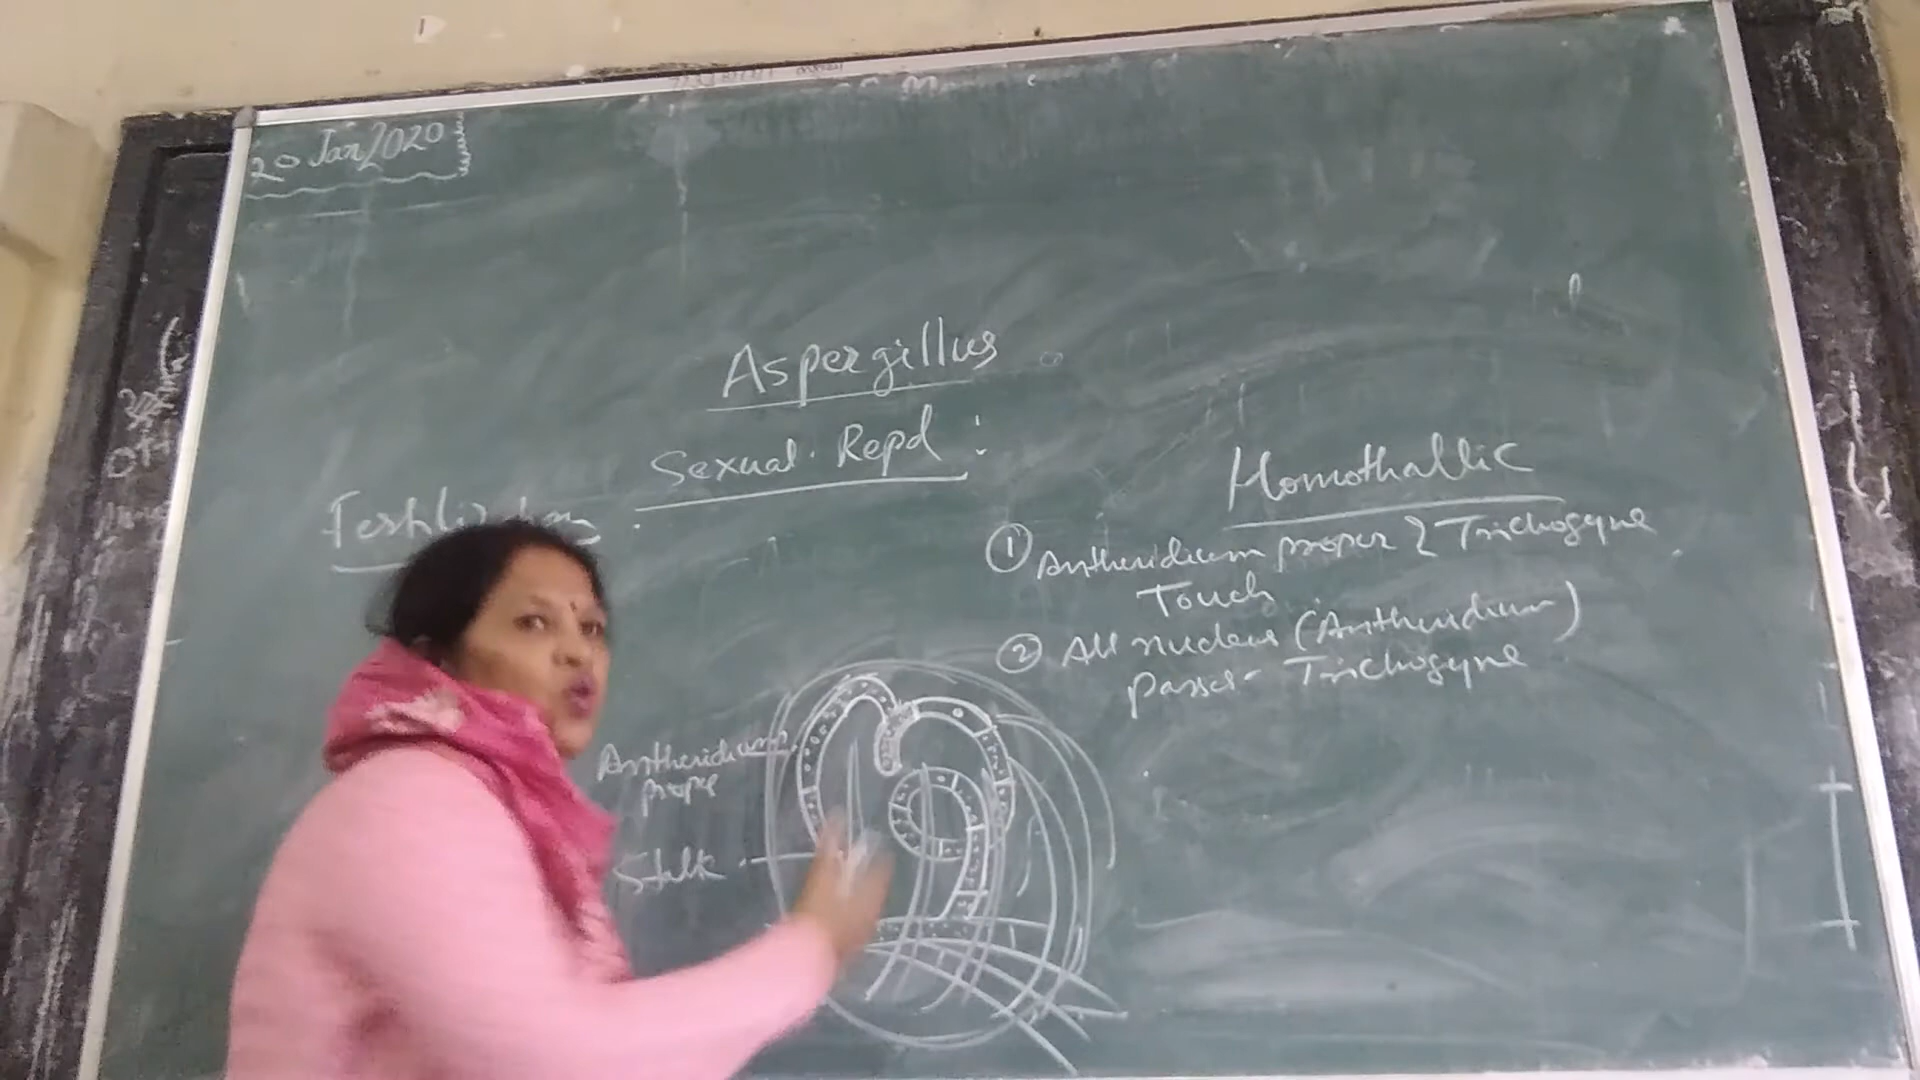 20 Jan 2020
Aspergillus
Sexual. Repd :
Homothallic
① Antheridium proper & Trichogyne
Touch
② All nucleus (Antheridium)
passes - Trichogyne
Antheridium
proper
Stalk